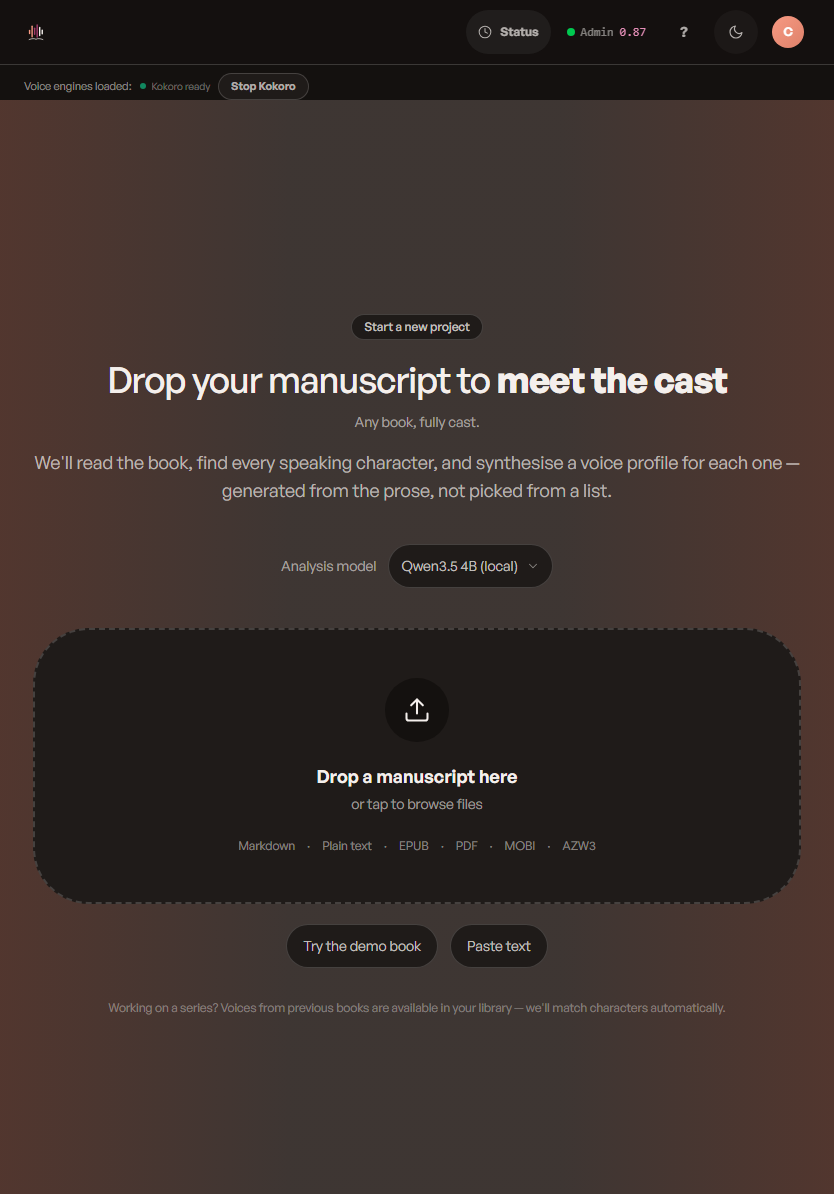 Status
Admin 0.87
?
C
Voice engines loaded: Kokoro ready Stop Kokoro
Start a new project
Drop your manuscript to meet the cast
Any book, fully cast.
We'll read the book, find every speaking character, and synthesise a voice profile for each one —
generated from the prose, not picked from a list.
Analysis model Qwen3.5 4B (local)
Drop a manuscript here
or tap to browse files
Markdown · Plain text · EPUB · PDF · MOBI · AZW3
Try the demo book Paste text
Working on a series? Voices from previous books are available in your library — we'll match characters automatically.